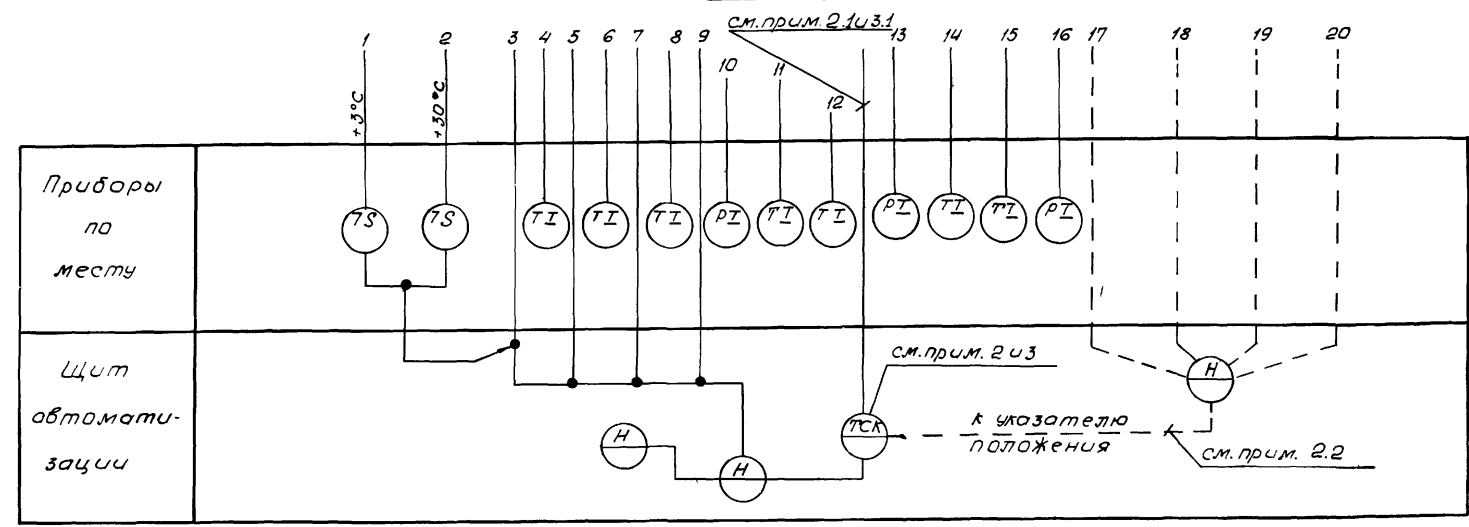 см. прим. 2.1 и 3.1
1 2 3 4 5 6 7 8 9 10 11 12 13 14 15 16 17 18 19 20
+3°С
+30°С
Приборы
по
месту
TS TS TI TI TI PI TI TI PI TI TI PI
Щит
автомати-
зации
см. прим. 2 и 3
H
TCK
к указателю
положения
H
H
см. прим. 2.2